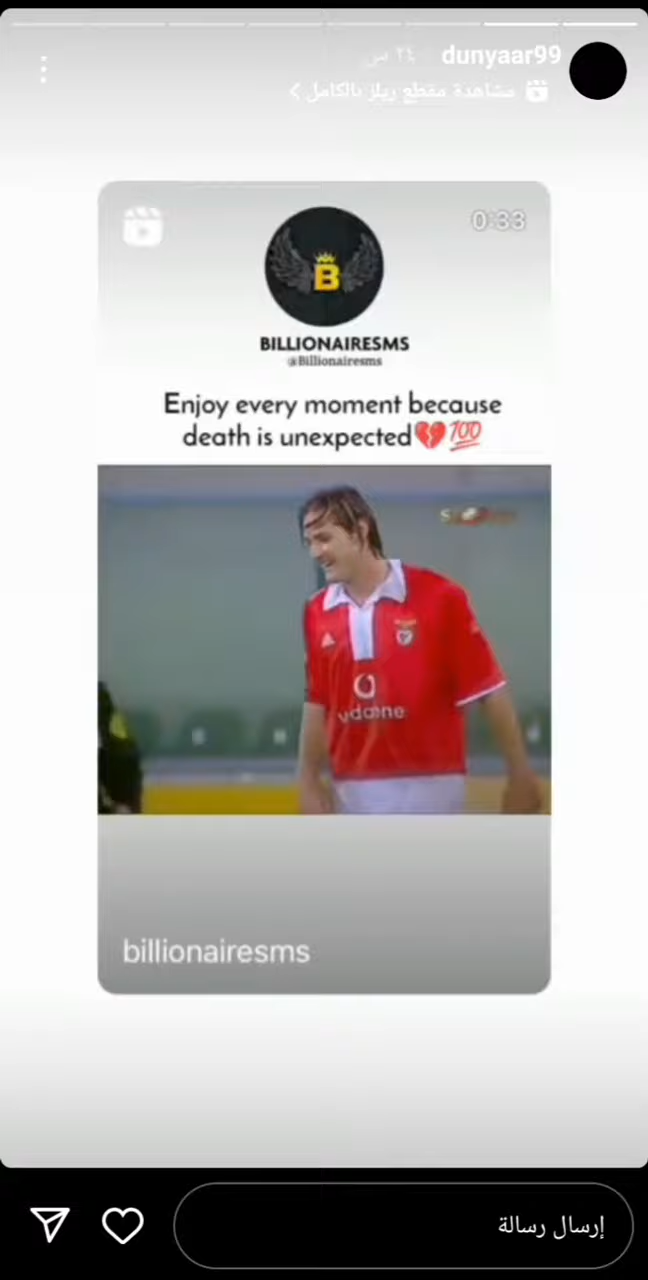 dunyaar99 ٢٤ س
مشاهدة مقطع ريلز بالكامل
0:33
B
BILLIONAIRESMS
@Billionairesms
Enjoy every moment because
death is unexpected💔💯
vodafone
billionairesms
إرسال رسالة